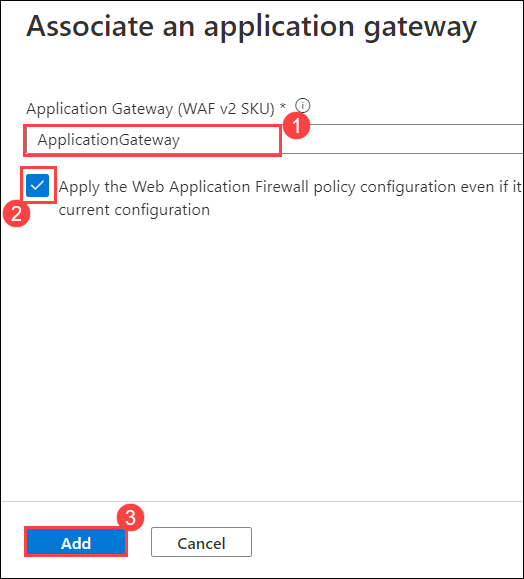 Associate an application gateway
Application Gateway (WAF v2 SKU) *
1
ApplicationGateway
Apply the Web Application Firewall policy configuration even if it
current configuration
2
3
Add Cancel